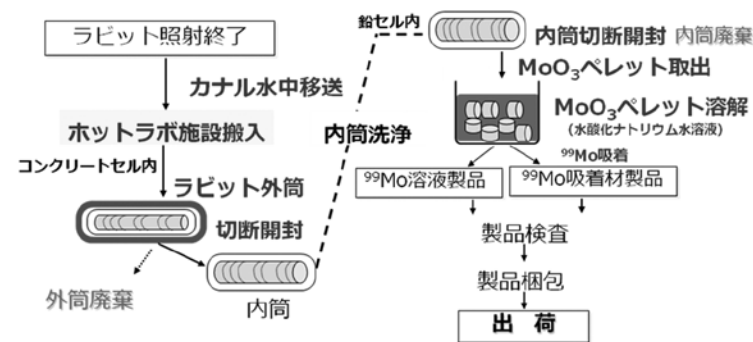 ラビット照射終了
カナル水中移送
ホットラボ施設搬入
コンクリートセル内
ラビット外筒
切断開封
外筒廃棄
内筒
内筒洗浄
鉛セル内
内筒切断開封 内筒廃棄
MoO₃ペレット取出
MoO₃ペレット溶解
(水酸化ナトリウム水溶液)
⁹⁹Mo吸着
⁹⁹Mo溶液製品
⁹⁹Mo吸着材製品
製品検査
製品梱包
出 荷